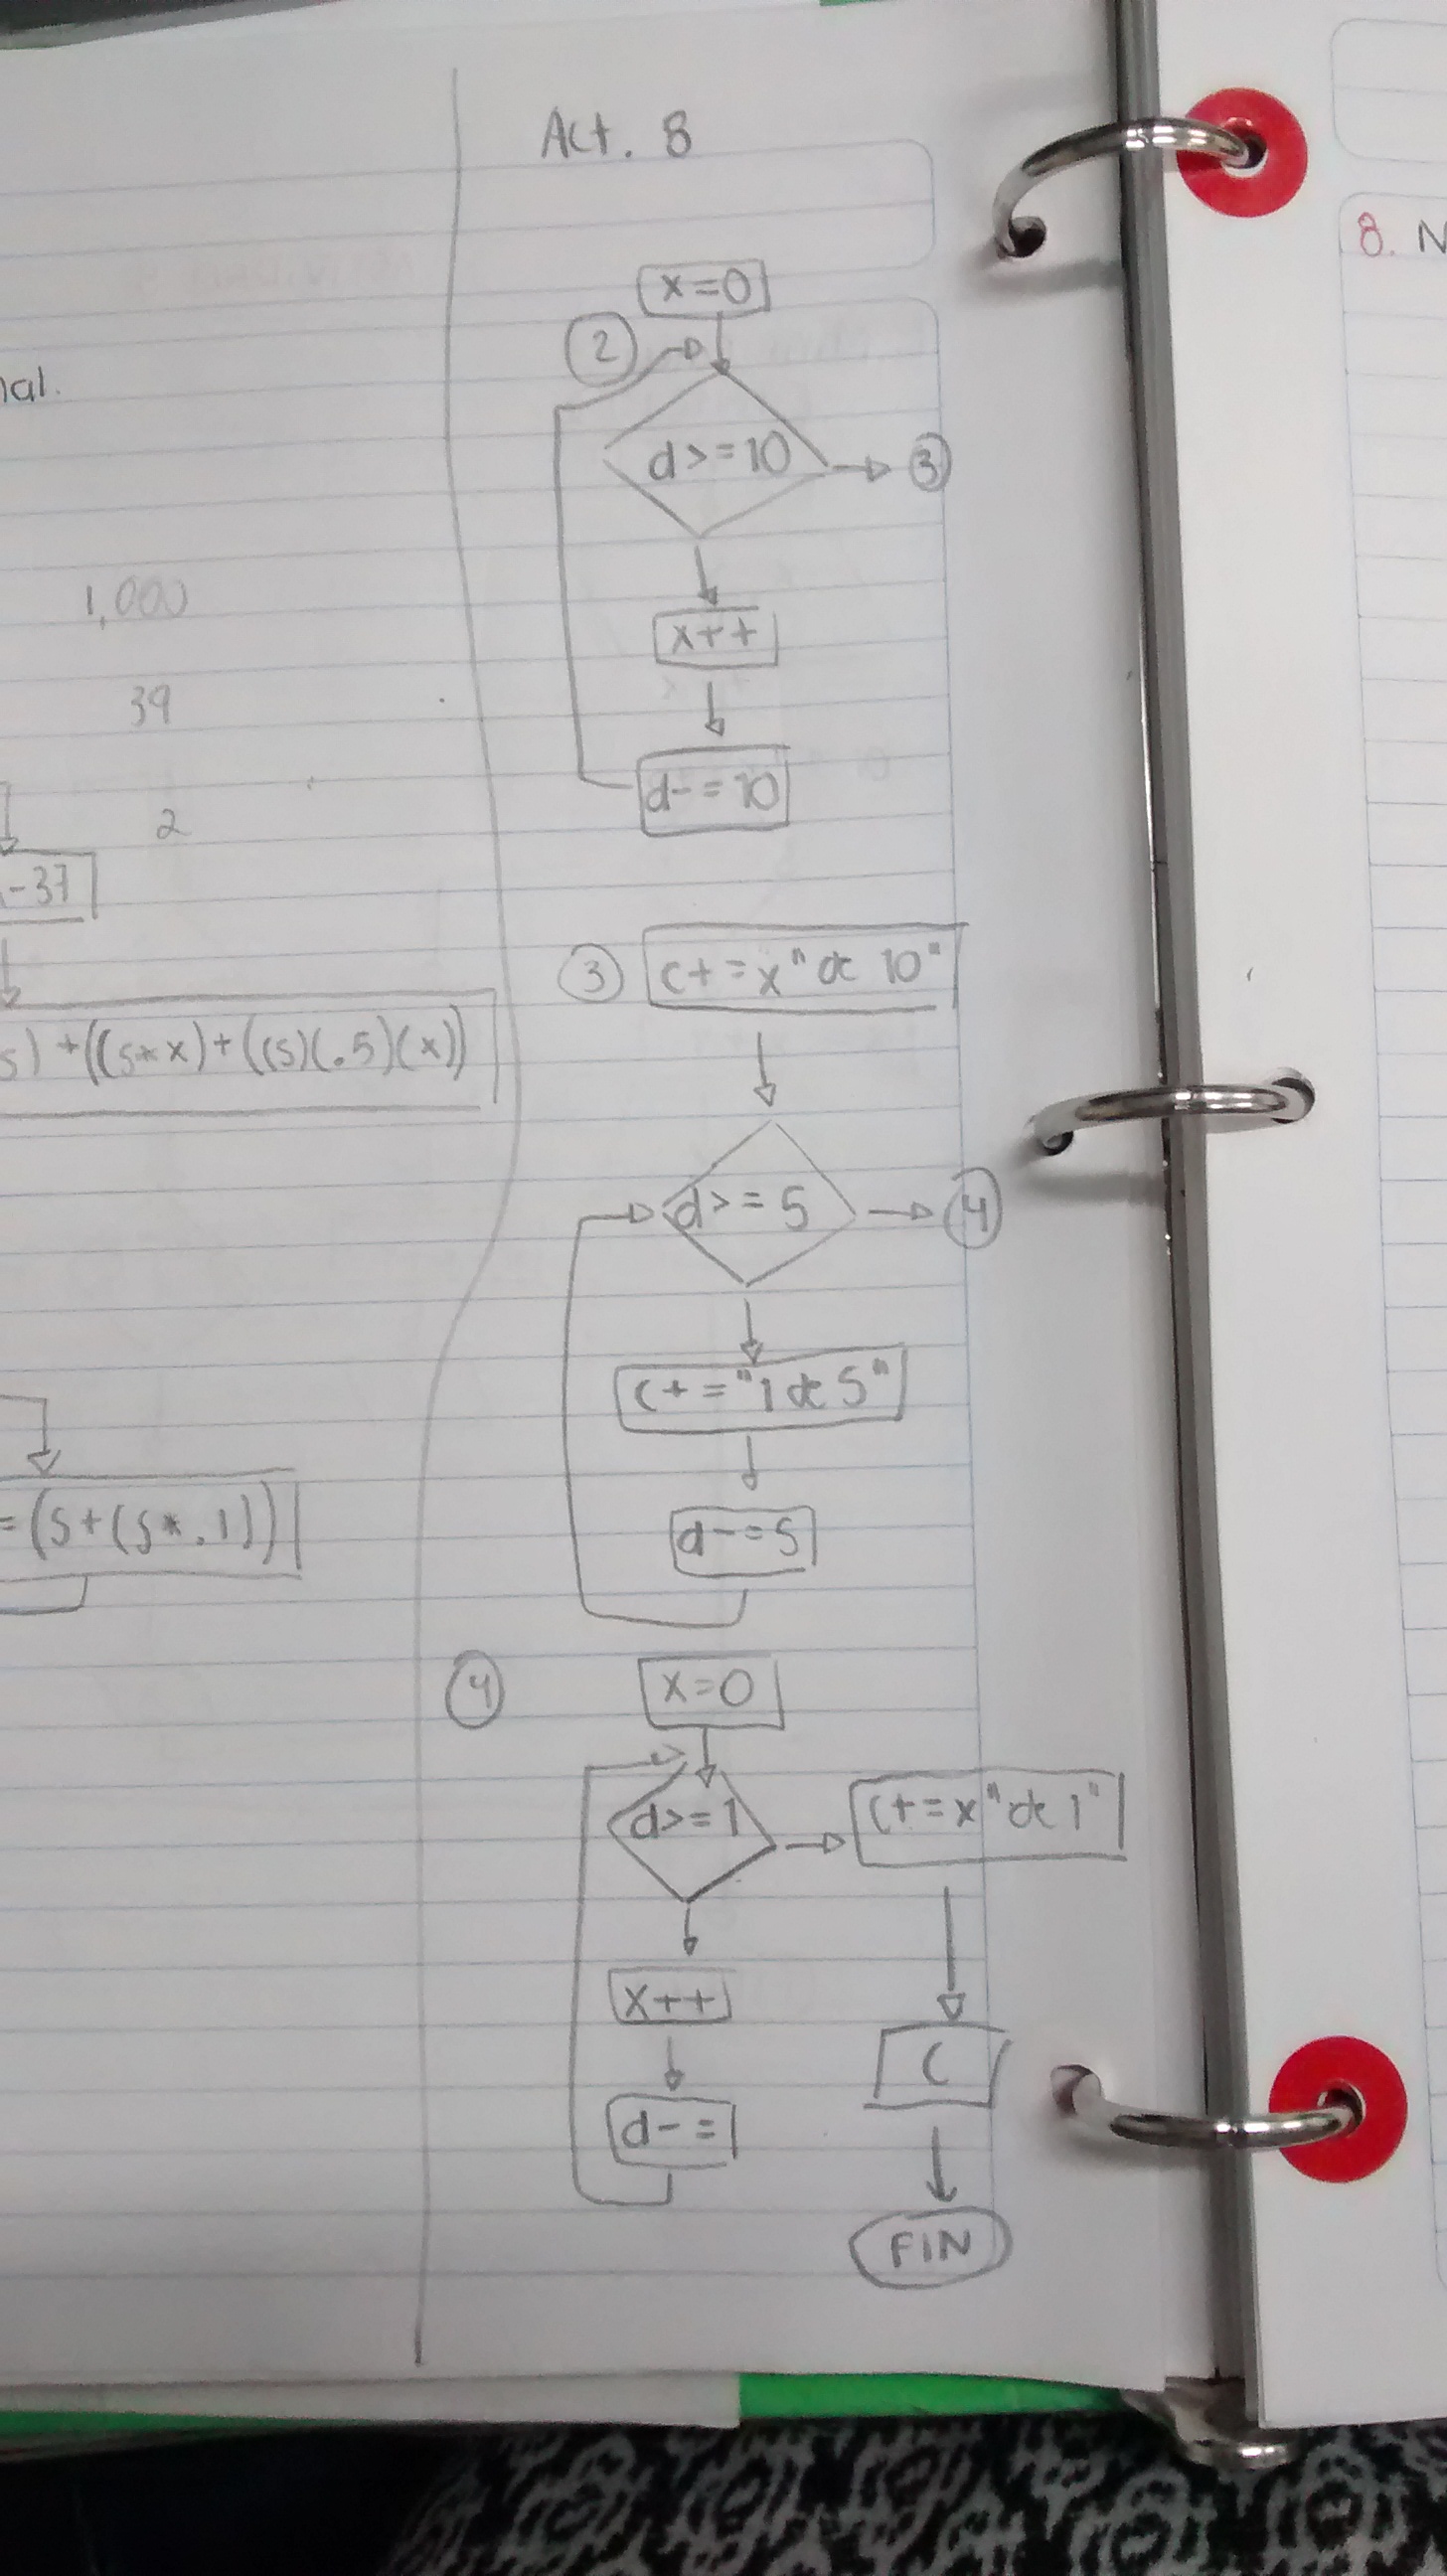 Act. 8
x=0
2
d>=10
3
x++
d-=10
3
c+=x"de 10"
d>=5
4
c+="1 de 5"
d-=5
4
x=0
d>=1
c+=x"de 1"
x++
c
d-=
FIN
nal.
1,000
39
2
-37
s)+((s*x)+((s)(.5)(x))
=(s+(s*.1))
8. N